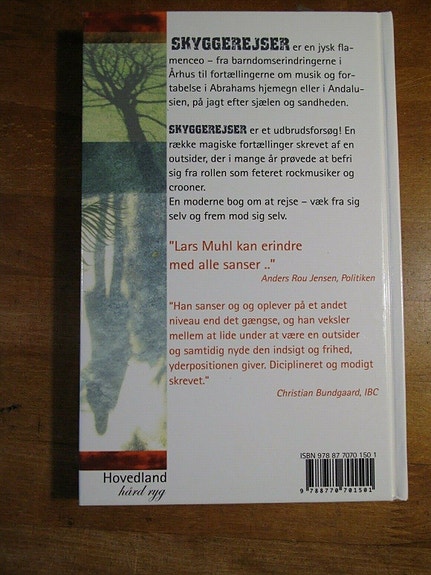 SKYGGEREJSER er en jysk fla-
menceo - fra barndomserindringerne i
Århus til fortællingerne om musik og for-
tabelse i Abrahams hjemegn eller i Andalu-
sien, på jagt efter sjælen og sandheden.
SKYGGEREJSER er et udbrudsforsøg! En
række magiske fortællinger skrevet af en
outsider, der i mange år prøvede at befri
sig fra rollen som feteret rockmusiker og
crooner.
En moderne bog om at rejse – væk fra sig
selv og frem mod sig selv.
"Lars Muhl kan erindre
med alle sanser .."
Anders Rou Jensen, Politiken
"Han sanser og og oplever på et andet
niveau end det gængse, og han veksler
mellem at lide under at være en outsider
og samtidig nyde den indsigt og frihed,
yderpositionen giver. Diciplineret og modigt
skrevet."
Christian Bundgaard, IBC
ISBN 978 87 7070 150 1
9 788770 701501
Hovedland
hård ryg